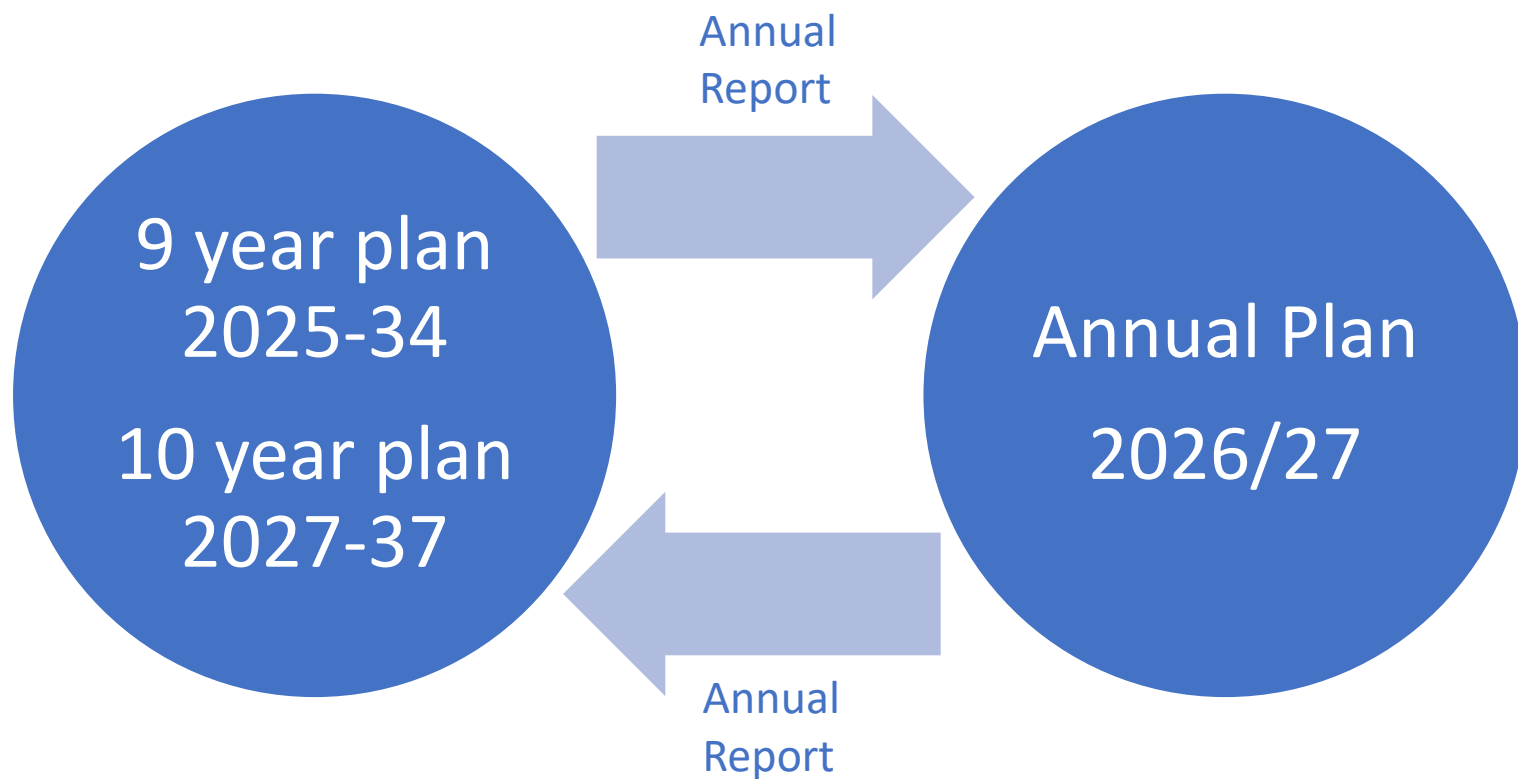 Annual
Report
9 year plan
2025-34
10 year plan
2027-37
Annual Plan
2026/27
Annual
Report